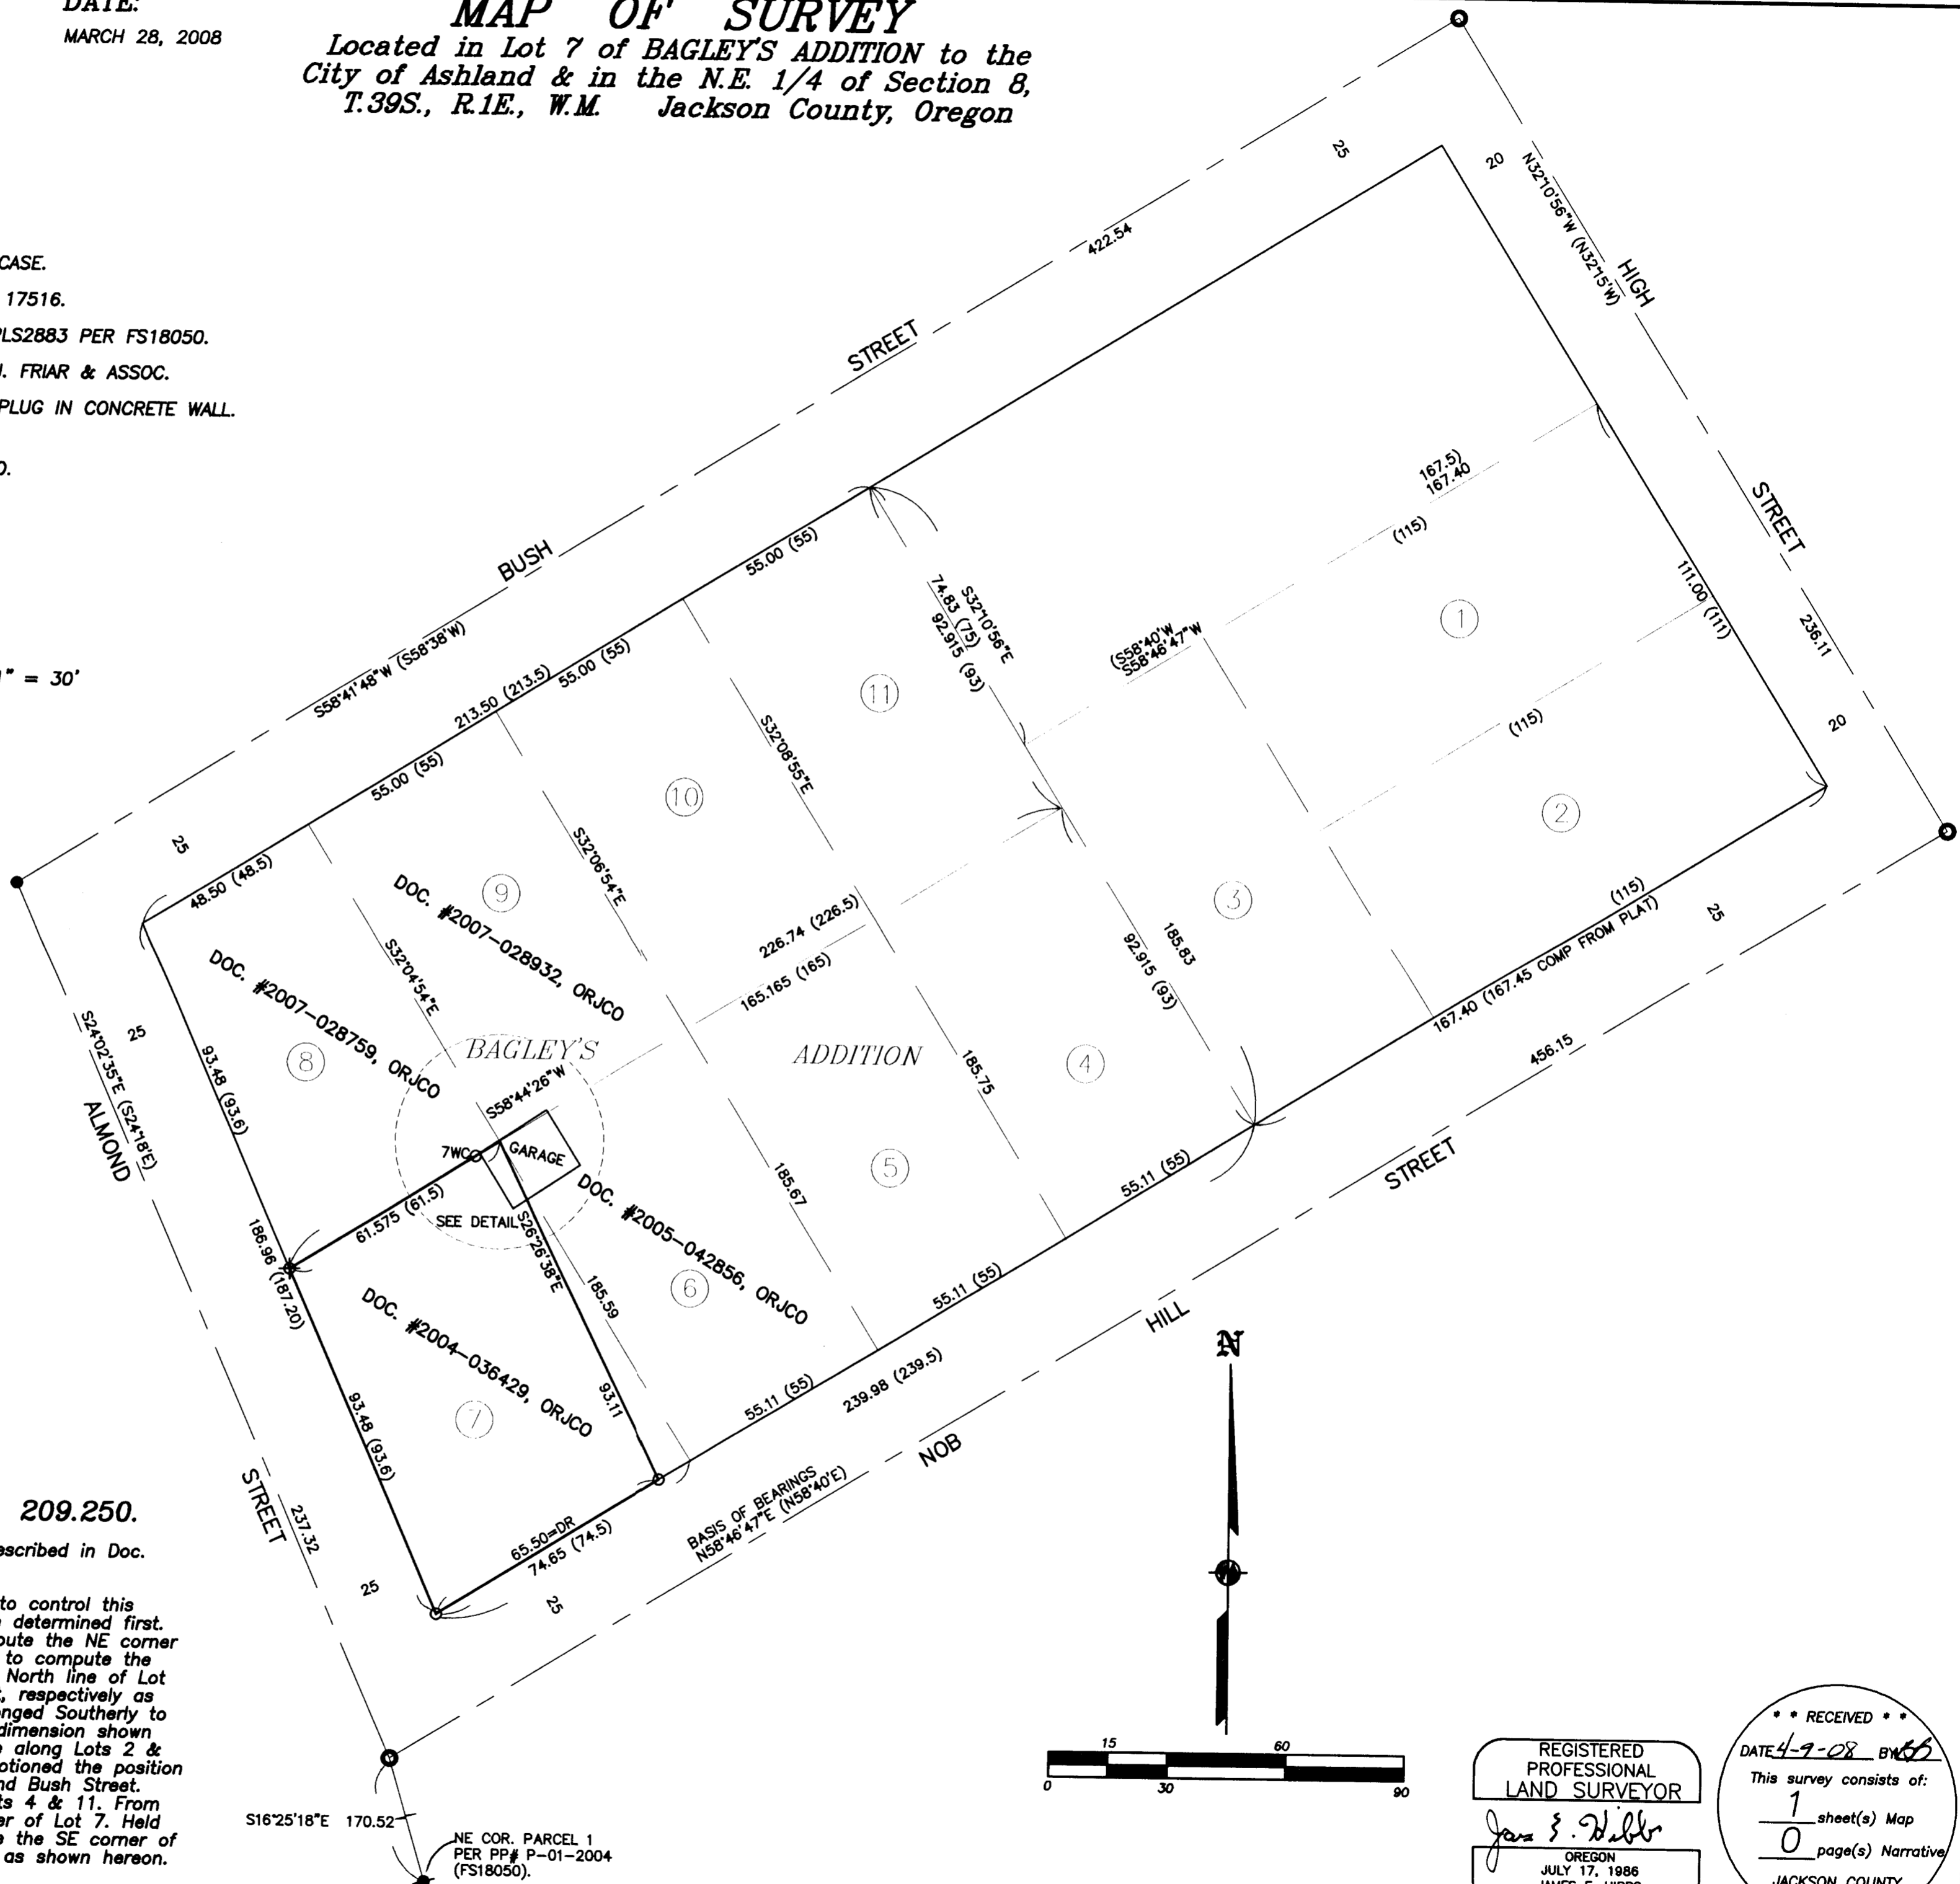 DATE:
MARCH 28, 2008
MAP OF SURVEY
Located in Lot 7 of BAGLEY'S ADDITION to the
City of Ashland & in the N.E. 1/4 of Section 8,
T.39S., R.1E., W.M. Jackson County, Oregon
CASE.
17516.
PLS2883 PER FS18050.
FRIAR & ASSOC.
PLUG IN CONCRETE WALL.
1" = 30'
25
20
N32°10'56"W (N32°15'W)
HIGH
STREET
236.11
20
422.54
STREET
BUSH
S58°41'48"W (S58°38'W)
25
167.5)
167.40
(115)
1
111.00 (111)
(115)
2
(S58°40'W
S58°46'47"W
55.00 (55)
55.00 (55)
213.50 (213.5)
55.00 (55)
48.50 (48.5)
S32°10'56"E
74.83 (75)
92.915 (93)
11
S32°08'55"E
10
S32°06'54"E
9
S32°04'54"E
DOC. #2007-028932, ORJCO
DOC. #2007-028759, ORJCO
8
226.74 (226.5)
165.165 (165)
3
185.83
92.915 (93)
(115)
167.40 (167.45 COMP FROM PLAT)
25
456.15
BAGLEY'S
ADDITION
S58°44'26"W
7WC
GARAGE
SEE DETAIL
61.575 (61.5)
S24°02'35"E (S24°18'E)
25
ALMOND
93.48 (93.6)
186.96 (187.20)
185.75
4
5
185.67
DOC. #2005-042856, ORJCO
S26°26'38"E
185.59
6
55.11 (55)
55.11 (55)
55.11 (55)
239.98 (239.5)
STREET
HILL
NOB
DOC. #2004-036429, ORJCO
93.48 (93.6)
7
93.11
65.50=DR
74.65 (74.5)
BASIS OF BEARINGS
N58°46'47"E (N58°40'E)
STREET
237.32
25
25
N
15
60
0
30
90
209.250.
escribed in Doc.
to control this
determined first.
pute the NE corner
to compute the
North line of Lot
respectively as
nged Southerly to
dimension shown
along Lots 2 &
otioned the position
nd Bush Street.
ts 4 & 11. From
er of Lot 7. Held
the SE corner of
as shown hereon.
S16°25'18"E 170.52
NE COR. PARCEL 1
PER PP# P-01-2004
(FS18050).
REGISTERED
PROFESSIONAL
LAND SURVEYOR
OREGON
JULY 17, 1986
* * RECEIVED * *
DATE 4-9-08 BY
This survey consists of:
1 sheet(s) Map
0 page(s) Narrative
JACKSON COUNTY